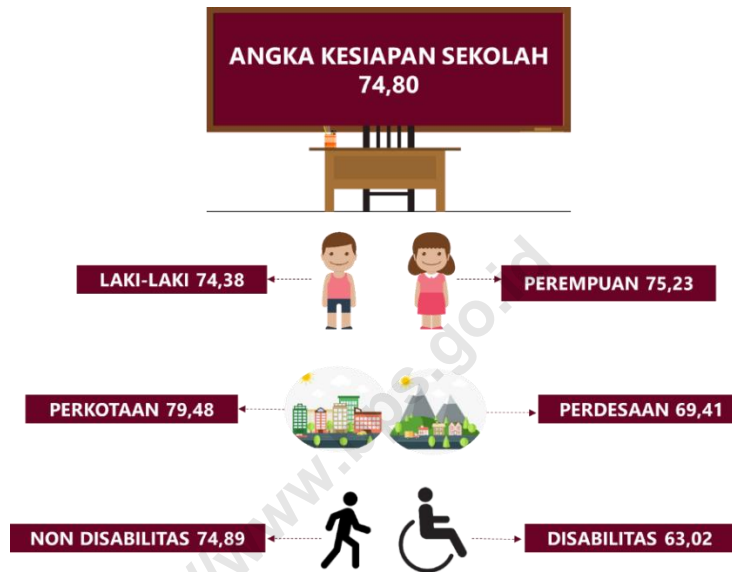 ANGKA KESIAPAN SEKOLAH
74,80
LAKI-LAKI 74,38
PEREMPUAN 75,23
PERKOTAAN 79,48
PERDESAAN 69,41
NON DISABILITAS 74,89
DISABILITAS 63,02
//www.bps.go.id